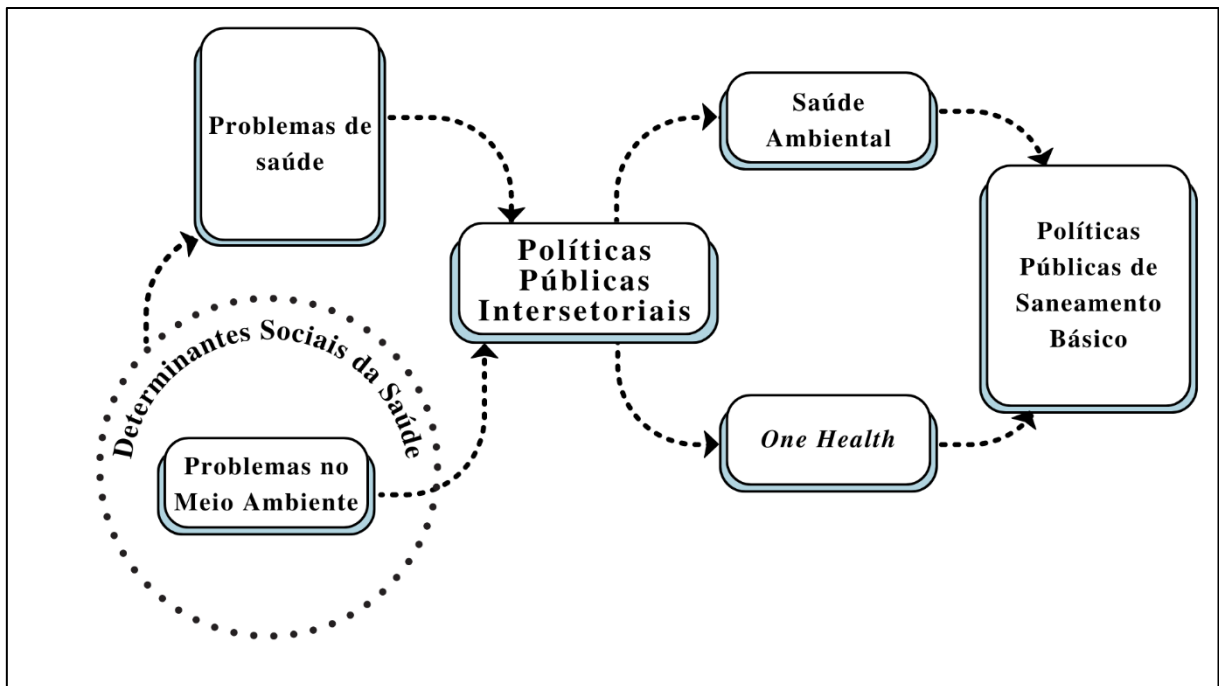 Problemas de
saúde
Determinantes Sociais da Saúde
Problemas no
Meio Ambiente
Políticas
Públicas
Intersetoriais
Saúde
Ambiental
One Health
Políticas
Públicas de
Saneamento
Básico